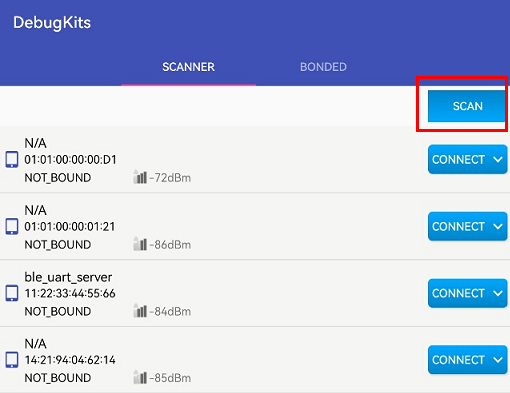 DebugKits
SCANNER BONDED
SCAN
N/A
01:01:00:00:00:D1
CONNECT
NOT_BOUND -72dBm
N/A
01:01:00:00:01:21
CONNECT
NOT_BOUND -86dBm
ble_uart_server
11:22:33:44:55:66
CONNECT
NOT_BOUND -84dBm
N/A
14:21:94:04:62:14
CONNECT
NOT_BOUND -85dBm